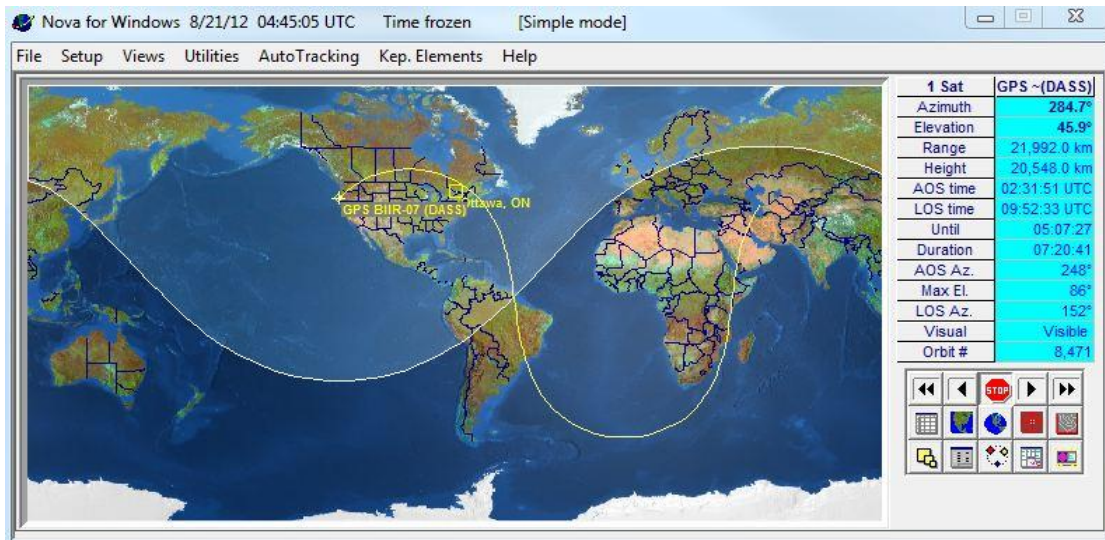 Nova for Windows 8/21/12 04:45:05 UTC Time frozen [Simple mode]
File Setup Views Utilities AutoTracking Kep. Elements Help
GPS BIIR-07 (DASS)
Ottawa, ON
1 Sat GPS ~(DASS)
Azimuth 284.7°
Elevation 45.9°
Range 21,992.0 km
Height 20,548.0 km
AOS time 02:31:51 UTC
LOS time 09:52:33 UTC
Until 05:07:27
Duration 07:20:41
AOS Az. 248°
Max El. 86°
LOS Az. 152°
Visual Visible
Orbit # 8,471
STOP